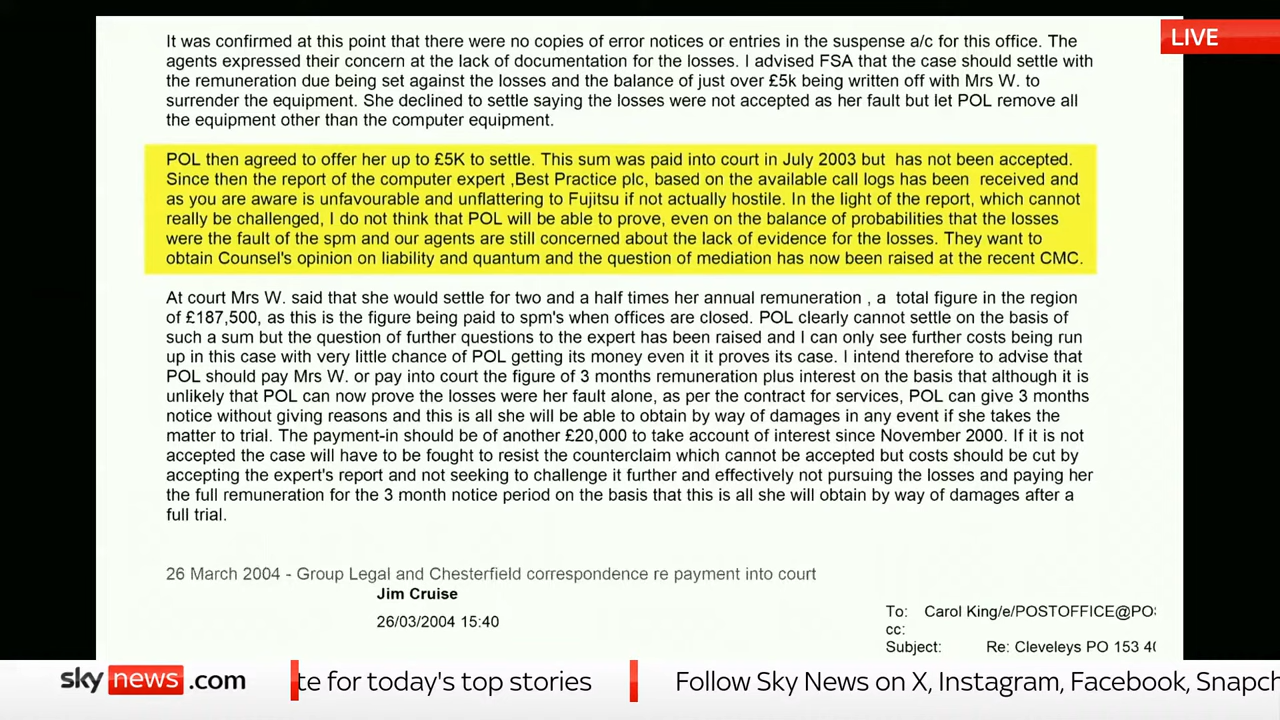 LIVE
It was confirmed at this point that there were no copies of error notices or entries in the suspense a/c for this office. The
agents expressed their concern at the lack of documentation for the losses. I advised FSA that the case should settle with
the remuneration due being set against the losses and the balance of just over £5k being written off with Mrs W. to
surrender the equipment. She declined to settle saying the losses were not accepted as her fault but let POL remove all
the equipment other than the computer equipment.
POL then agreed to offer her up to £5K to settle. This sum was paid into court in July 2003 but has not been accepted.
Since then the report of the computer expert ,Best Practice plc, based on the available call logs has been received and
as you are aware is unfavourable and unflattering to Fujitsu if not actually hostile. In the light of the report, which cannot
really be challenged, I do not think that POL will be able to prove, even on the balance of probabilities that the losses
were the fault of the spm and our agents are still concerned about the lack of evidence for the losses. They want to
obtain Counsel's opinion on liability and quantum and the question of mediation has now been raised at the recent CMC.
At court Mrs W. said that she would settle for two and a half times her annual remuneration , a total figure in the region
of £187,500, as this is the figure being paid to spm's when offices are closed. POL clearly cannot settle on the basis of
such a sum but the question of further questions to the expert has been raised and I can only see further costs being run
up in this case with very little chance of POL getting its money even it it proves its case. I intend therefore to advise that
POL should pay Mrs W. or pay into court the figure of 3 months remuneration plus interest on the basis that although it is
unlikely that POL can now prove the losses were her fault alone, as per the contract for services, POL can give 3 months
notice without giving reasons and this is all she will be able to obtain by way of damages in any event if she takes the
matter to trial. The payment-in should be of another £20,000 to take account of interest since November 2000. If it is not
accepted the case will have to be fought to resist the counterclaim which cannot be accepted but costs should be cut by
accepting the expert's report and not seeking to challenge it further and effectively not pursuing the losses and paying her
the full remuneration for the 3 month notice period on the basis that this is all she will obtain by way of damages after a
full trial.
26 March 2004 - Group Legal and Chesterfield correspondence re payment into court
Jim Cruise
26/03/2004 15:40
To: Carol King/e/POSTOFFICE@PO
cc:
Subject: Re: Cleveleys PO 153 40
sky news .com
te for today's top stories
Follow Sky News on X, Instagram, Facebook, Snapch